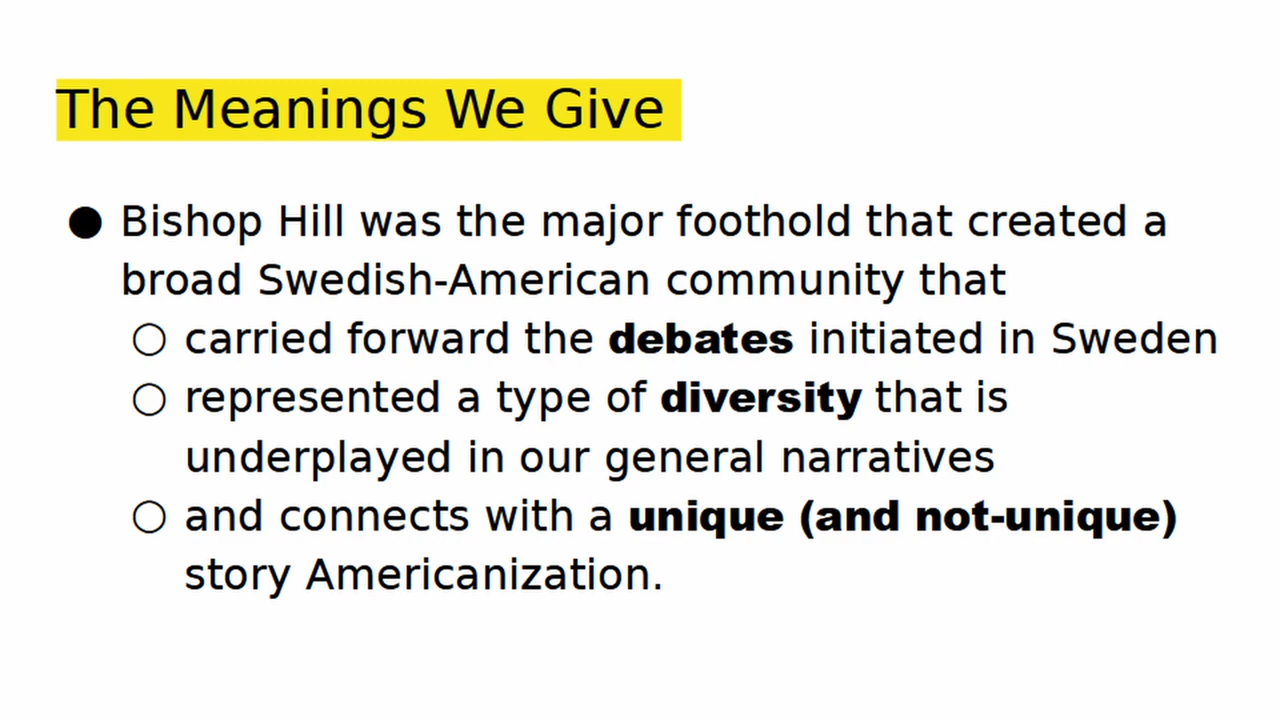 The Meanings We Give
● Bishop Hill was the major foothold that created a
broad Swedish-American community that
○ carried forward the debates initiated in Sweden
○ represented a type of diversity that is
underplayed in our general narratives
○ and connects with a unique (and not-unique)
story Americanization.